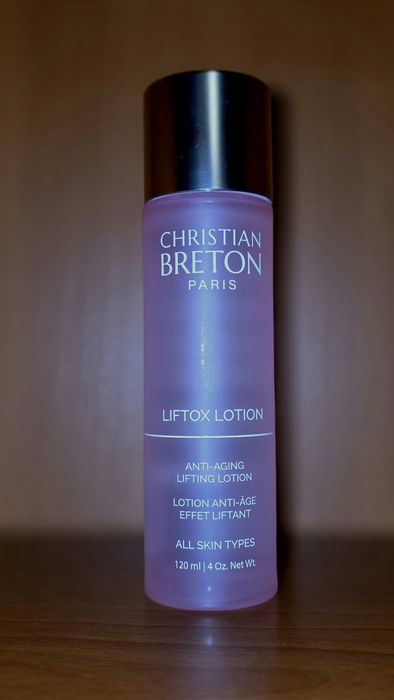 CHRISTIAN
BRETON
PARIS
LIFTOX LOTION
ANTI-AGING
LIFTING LOTION
LOTION ANTI-ÂGE
EFFET LIFTANT
ALL SKIN TYPES
120 ml | 4 Oz. Net Wt.